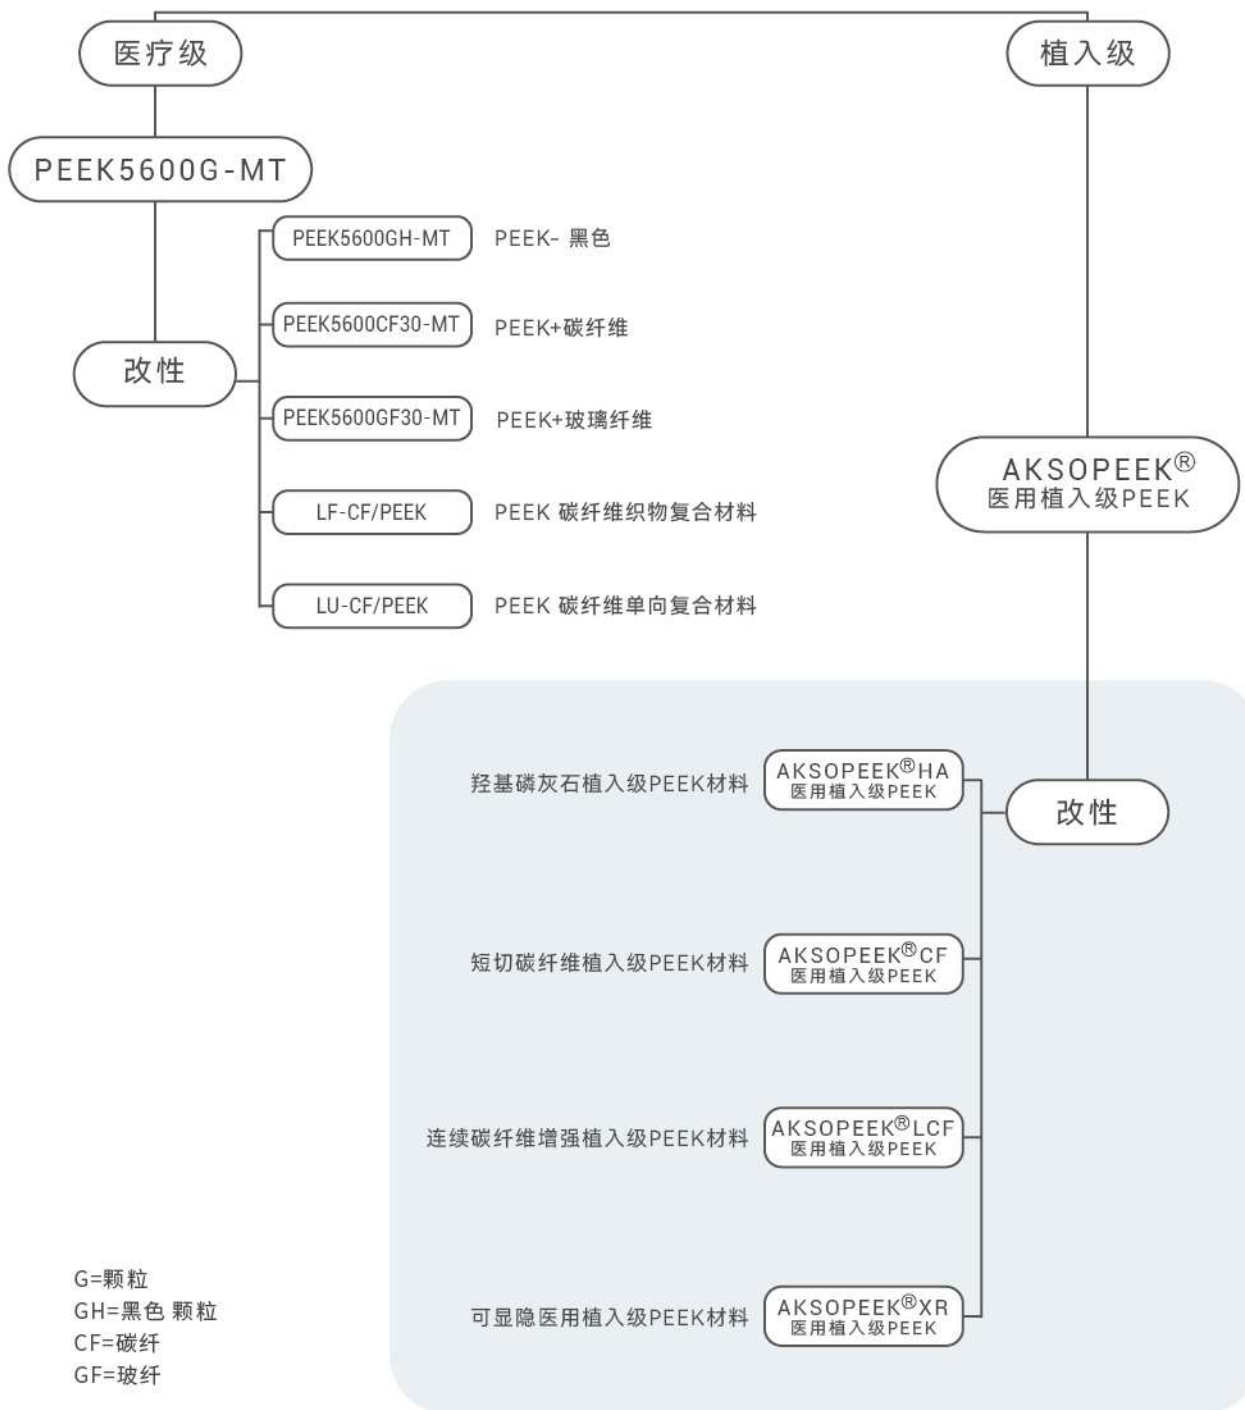 医疗级
植入级
PEEK5600G-MT
PEEK5600GH-MT PEEK- 黑色
PEEK5600CF30-MT PEEK+碳纤维
改性
PEEK5600GF30-MT PEEK+玻璃纤维
LF-CF/PEEK PEEK 碳纤维织物复合材料
LU-CF/PEEK PEEK 碳纤维单向复合材料
AKSOPEEK®
医用植入级PEEK
改性
羟基磷灰石植入级PEEK材料
AKSOPEEK®HA
医用植入级PEEK
短切碳纤维植入级PEEK材料
AKSOPEEK®CF
医用植入级PEEK
连续碳纤维增强植入级PEEK材料
AKSOPEEK®LCF
医用植入级PEEK
可显隐医用植入级PEEK材料
AKSOPEEK®XR
医用植入级PEEK
G=颗粒
GH=黑色 颗粒
CF=碳纤
GF=玻纤